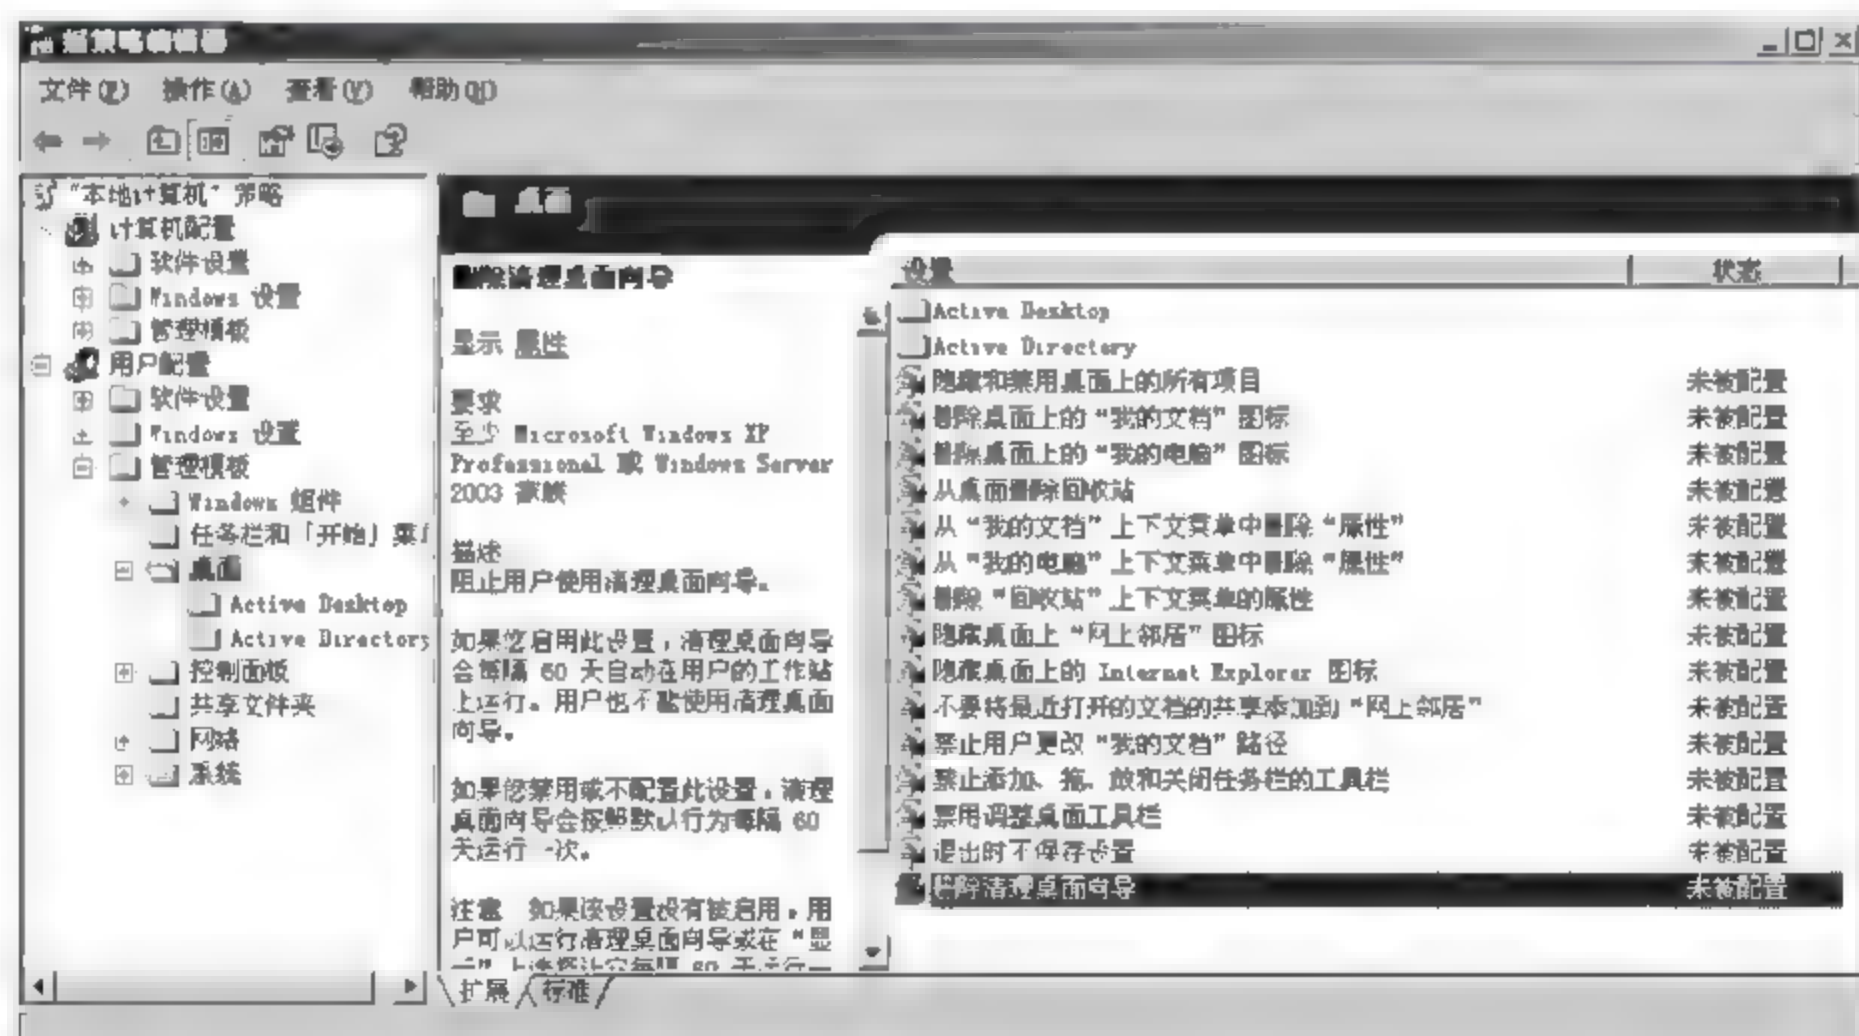 组策略编辑器
文件(F) 操作(A) 查看(V) 帮助(H)
“本地计算机”策略
计算机配置
软件设置
Windows 设置
管理模板
用户配置
软件设置
Windows 设置
管理模板
Windows 组件
任务栏和「开始」菜
桌面
Active Desktop
Active Directory
控制面板
共享文件夹
网络
系统
桌面
删除清理桌面向导
显示 属性
要求
至少 Microsoft Windows XP
Professional 或 Windows Server
2003 家族
描述
阻止用户使用清理桌面向导。
如果您启用此设置，清理桌面向导
会每隔 60 天自动在用户的工作站
上运行。用户也不能使用清理桌面
向导。
如果您禁用或不配置此设置，清理
桌面向导会按照默认行为每隔 60
天运行一次。
注意 如果该设置没有被启用，用
户可以运行清理桌面向导或在“显
扩展 标准
设置 状态
Active Desktop
Active Directory
隐藏和禁用桌面上的所有项目 未被配置
删除桌面上的“我的文档”图标 未被配置
删除桌面上的“我的电脑”图标 未被配置
从桌面删除回收站 未被配置
从“我的文档”上下文菜单中删除“属性” 未被配置
从“我的电脑”上下文菜单中删除“属性” 未被配置
删除“回收站”上下文菜单的属性 未被配置
隐藏桌面上“网上邻居”图标 未被配置
隐藏桌面上的 Internet Explorer 图标 未被配置
不要将最近打开的文档的共享添加到“网上邻居” 未被配置
禁止用户更改“我的文档”路径 未被配置
禁止添加、拖、放和关闭任务栏的工具栏 未被配置
禁用调整桌面工具栏 未被配置
退出时不保存设置 未被配置
删除清理桌面向导 未被配置